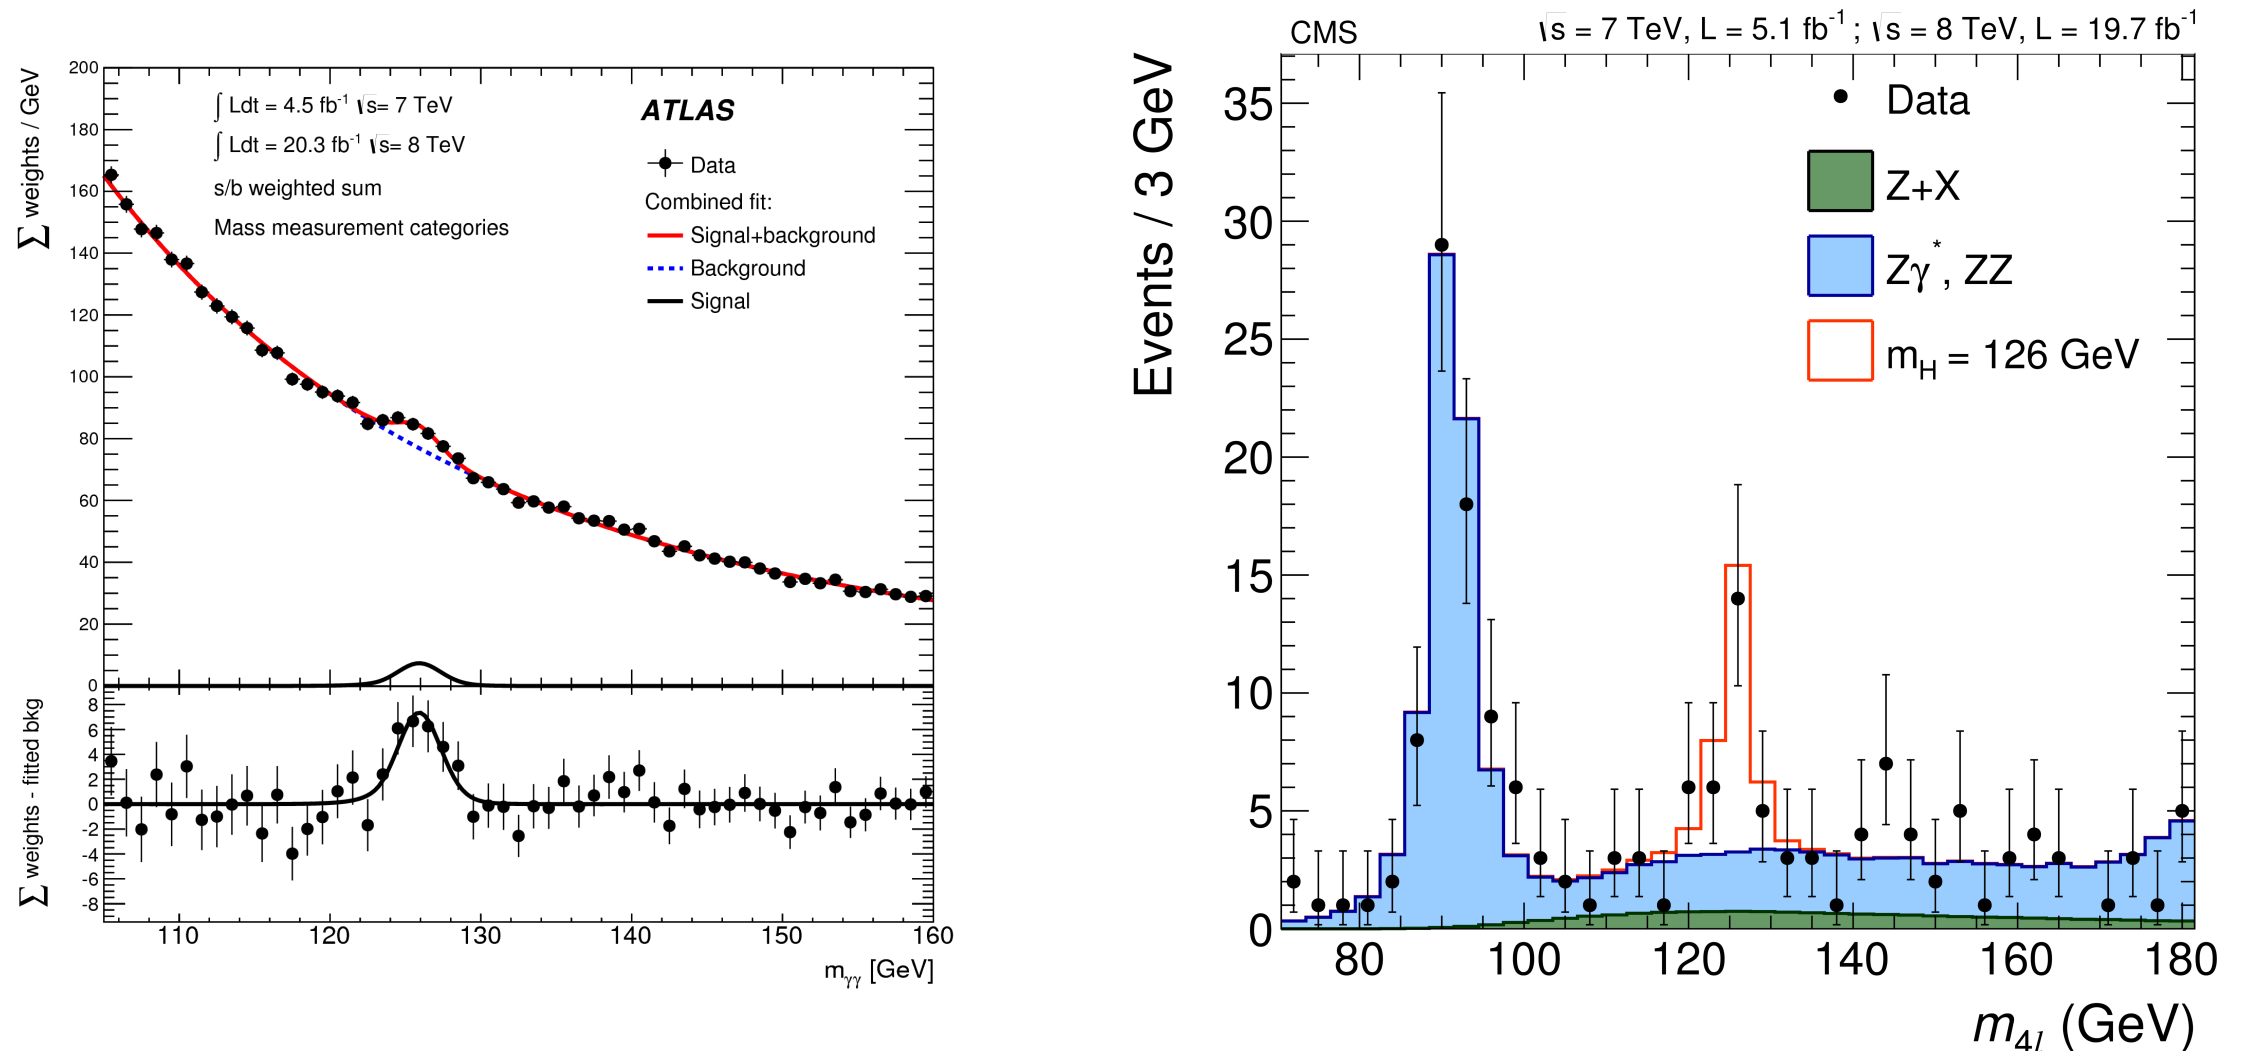 ∑ weights / GeV
200
180
160
140
120
100
80
60
40
20
0
∫ Ldt = 4.5 fb⁻¹ √s= 7 TeV
∫ Ldt = 20.3 fb⁻¹ √s= 8 TeV
s/b weighted sum
Mass measurement categories
ATLAS
Data
Combined fit:
Signal+background
Background
Signal
∑ weights - fitted bkg
8
6
4
2
0
-2
-4
-6
-8
110 120 130 140 150 160
m_γγ [GeV]
CMS √s = 7 TeV, L = 5.1 fb⁻¹ ; √s = 8 TeV, L = 19.7 fb⁻¹
Events / 3 GeV
35
30
25
20
15
10
5
0
Data
Z+X
Zγ*, ZZ
m_H = 126 GeV
80 100 120 140 160 180
m_4l (GeV)